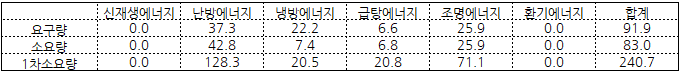 신재생에너지 난방에너지 냉방에너지 급탕에너지 조명에너지 환기에너지 합계
요구량 0.0 37.3 22.2 6.6 25.9 0.0 91.9
소요량 0.0 42.8 7.4 6.8 25.9 0.0 83.0
1차소요량 0.0 128.3 20.5 20.8 71.1 0.0 240.7